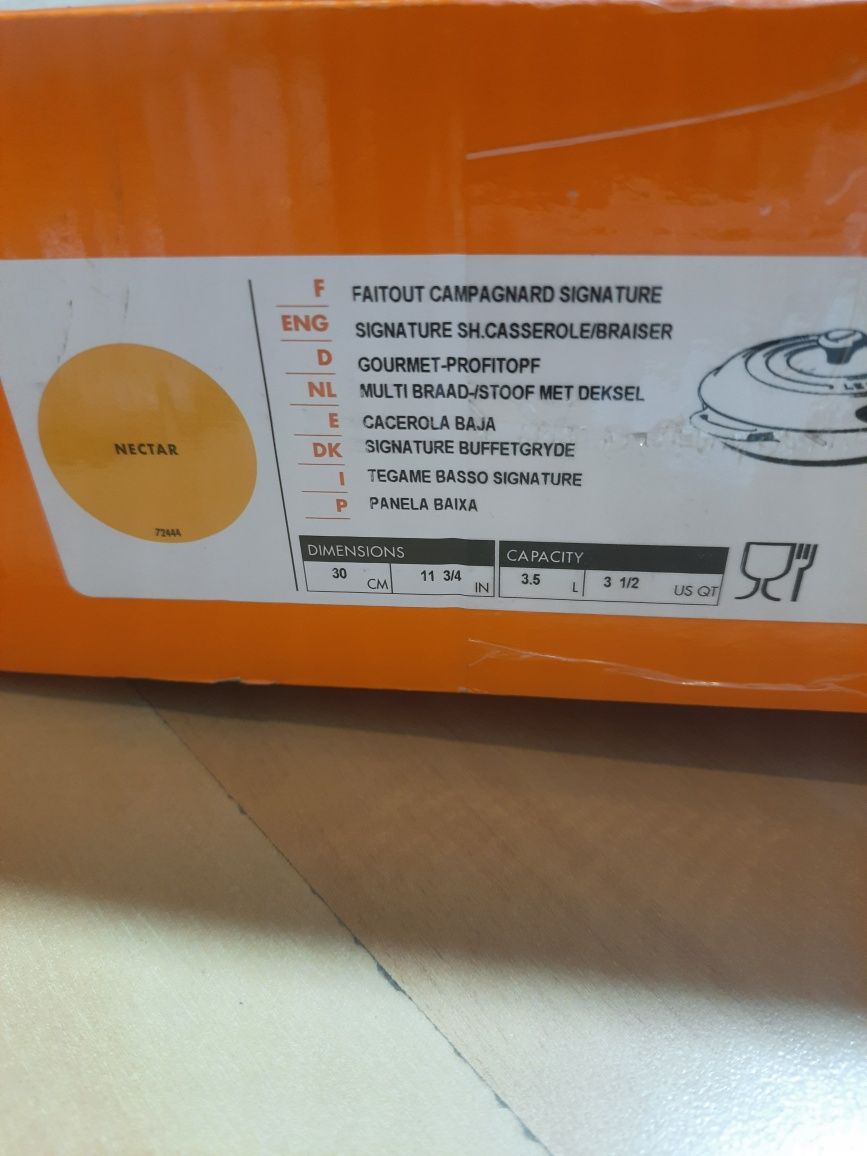 NECTAR
72444
F FAITOUT CAMPAGNARD SIGNATURE
ENG SIGNATURE SH.CASSEROLE/BRAISER
D GOURMET-PROFITOPF
NL MULTI BRAAD-/STOOF MET DEKSEL
E CACEROLA BAJA
DK SIGNATURE BUFFETGRYDE
I TEGAME BASSO SIGNATURE
P PANELA BAIXA
DIMENSIONS
30 CM 11 3/4 IN
CAPACITY
3.5 L 3 1/2 US QT